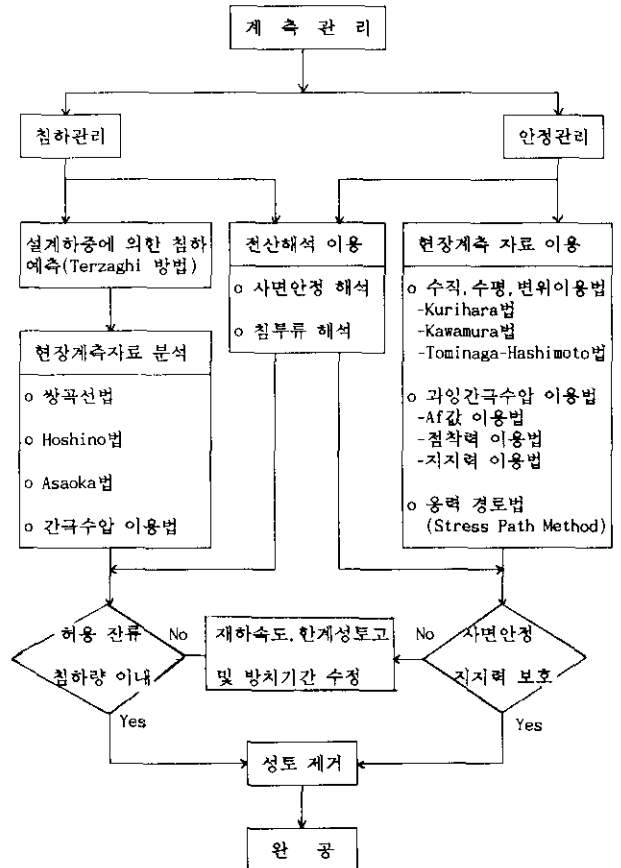 계 측 관 리
침하관리
안정관리
설계하중에 의한 침하
예측(Terzaghi 방법)
현장계측자료 분석
o 쌍곡선법
o Hoshino법
o Asaoka법
o 간극수압 이용법
전산해석 이용
o 사면안정 해석
o 침투류 해석
현장계측 자료 이용
o 수직,수평,변위이용법
-Kurihara법
-Kawamura법
-Tominaga-Hashimoto법
o 과잉간극수압 이용법
-Af값 이용법
-점착력 이용법
-지지력 이용법
o 응력 경로법
(Stress Path Method)
허용 잔류
침하량 이내
No
Yes
재하속도,한계성토고
및 방치기간 수정
No
사면안정
지지력 보호
Yes
성토 제거
완 공